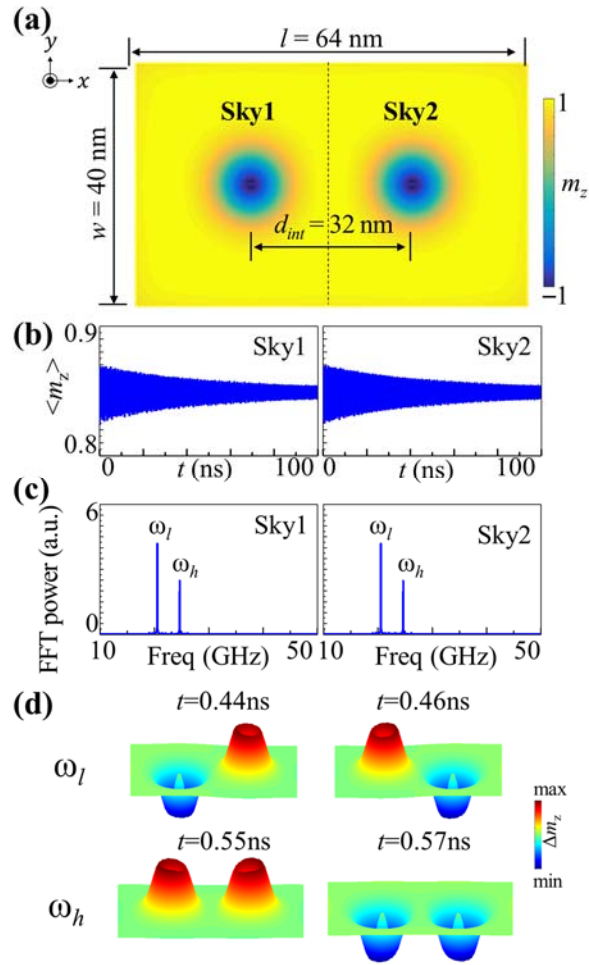 (a)
y
x
l = 64 nm
w = 40 nm
Sky1 Sky2
d_int = 32 nm
1
m_z
−1
(b)
0.9
<m_z>
0.8
Sky1 Sky2
0 t (ns) 100 0 t (ns) 100
(c)
6
FFT power (a.u.)
0
ω_l ω_h Sky1 ω_l ω_h Sky2
10 Freq (GHz) 50 10 Freq (GHz) 50
(d)
t=0.44ns t=0.46ns
ω_l
max
Δm_z
min
t=0.55ns t=0.57ns
ω_h